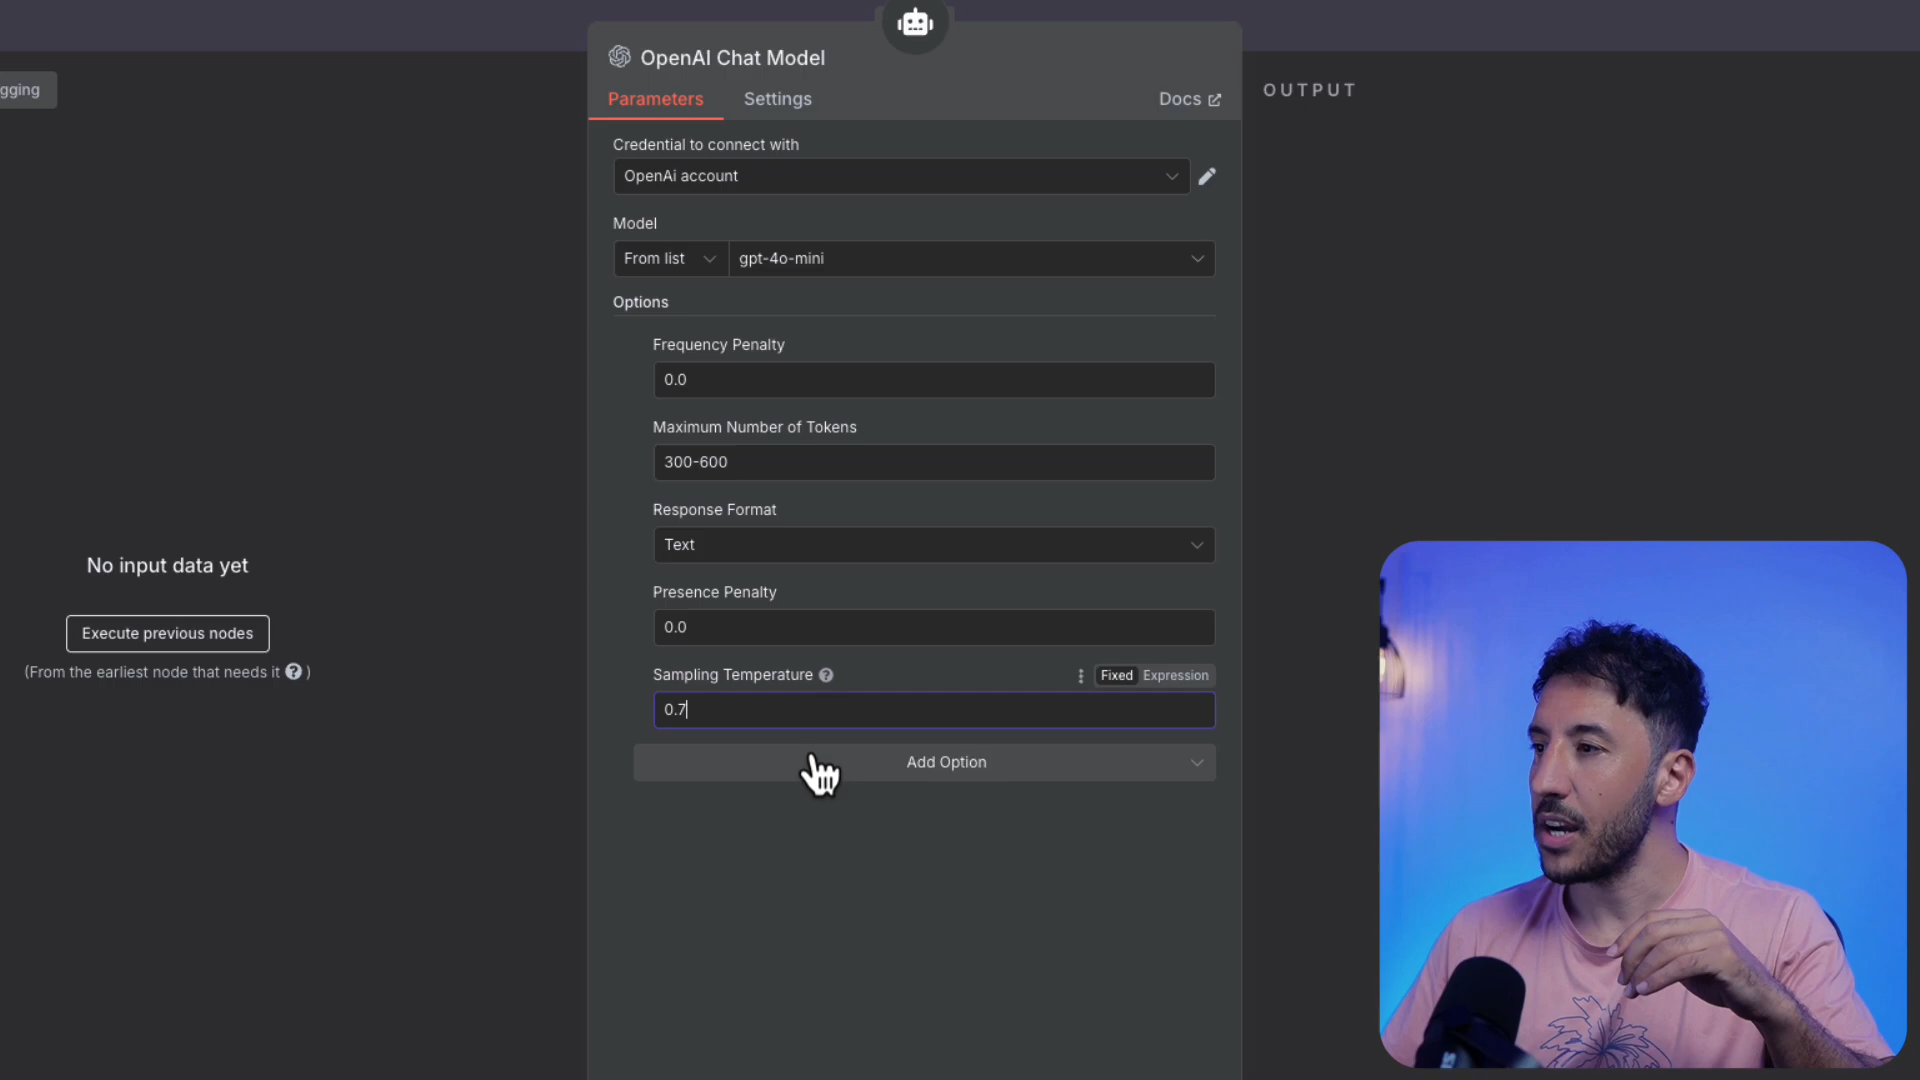 OpenAI Chat Model
gging
Parameters
Settings
Docs
OUTPUT
Credential to connect with
OpenAi account
Model
From list
gpt-4o-mini
Options
Frequency Penalty
0.0
Maximum Number of Tokens
300-600
Response Format
Text
No input data yet
Presence Penalty
0.0
Execute previous nodes
(From the earliest node that needs it ? )
Sampling Temperature ?
Fixed
Expression
0.7
Add Option